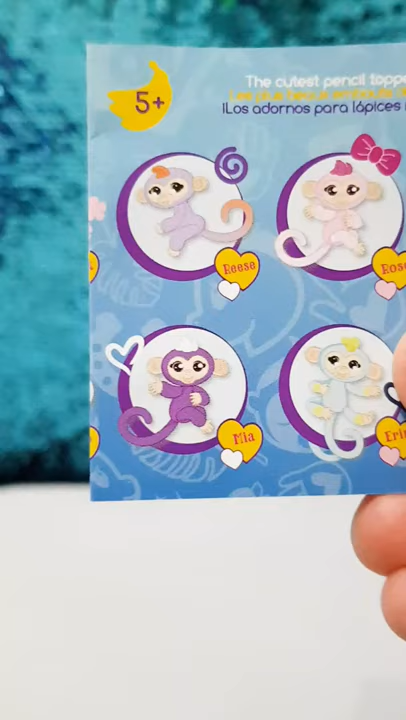 5+
The cutest pencil toppe
¡Los adornos para lápices
Reese
Rose
Mia
Erin